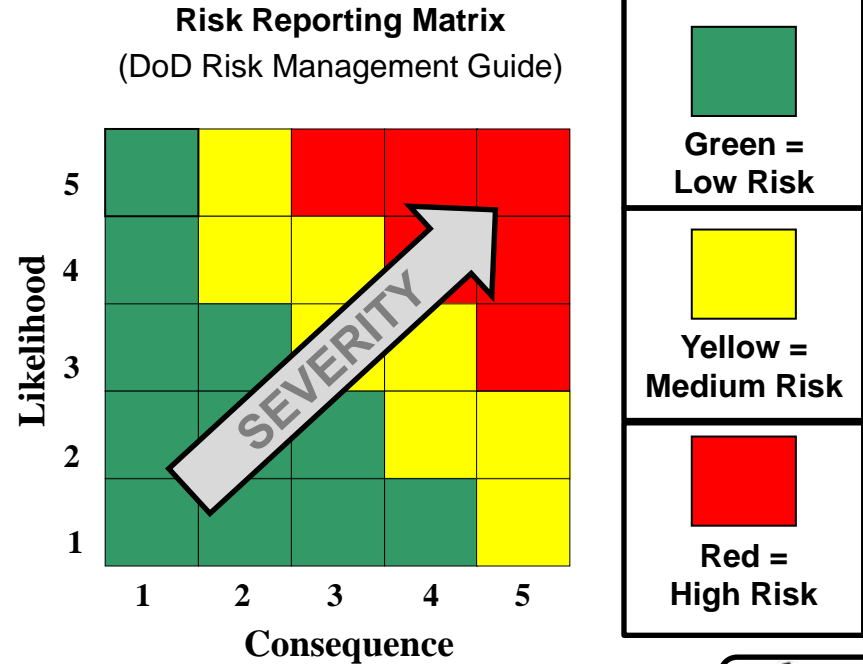 Risk Reporting Matrix
(DoD Risk Management Guide)
5
4
3
2
1
Likelihood
SEVERITY
1 2 3 4 5
Consequence
Green =
Low Risk
Yellow =
Medium Risk
Red =
High Risk